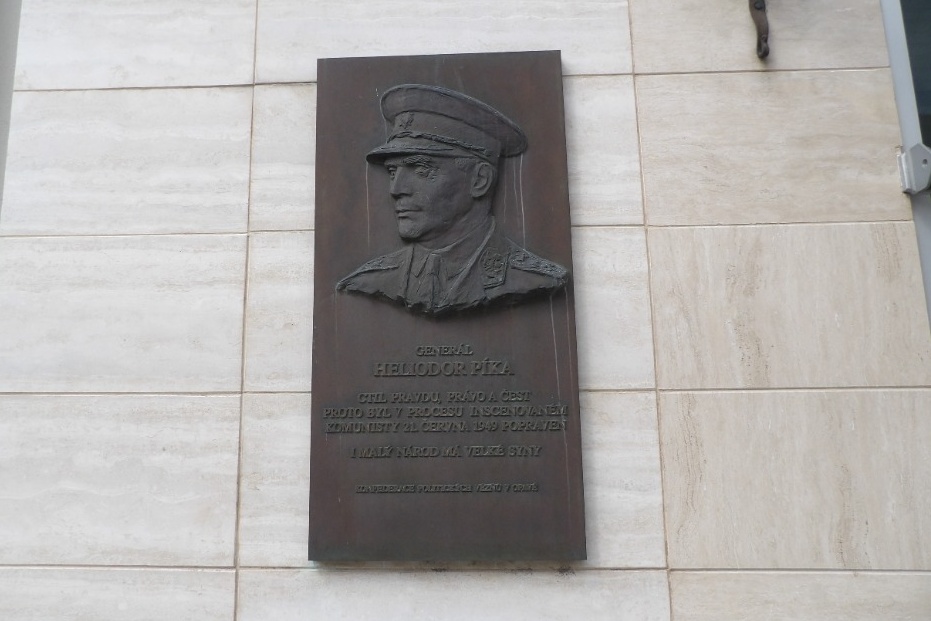 GENERÁL
HELIODOR PÍKA
CTIL PRAVDU, PRÁVO A ČEST
PROTO BYL V PROCESU INSCENOVANÉM
KOMUNISTY 21. ČERVNA 1949 POPRAVEN
I MALÝ NÁROD MÁ VELKÉ SYNY
KONFEDERACE POLITICKÝCH VĚZŇŮ V OPAVĚ